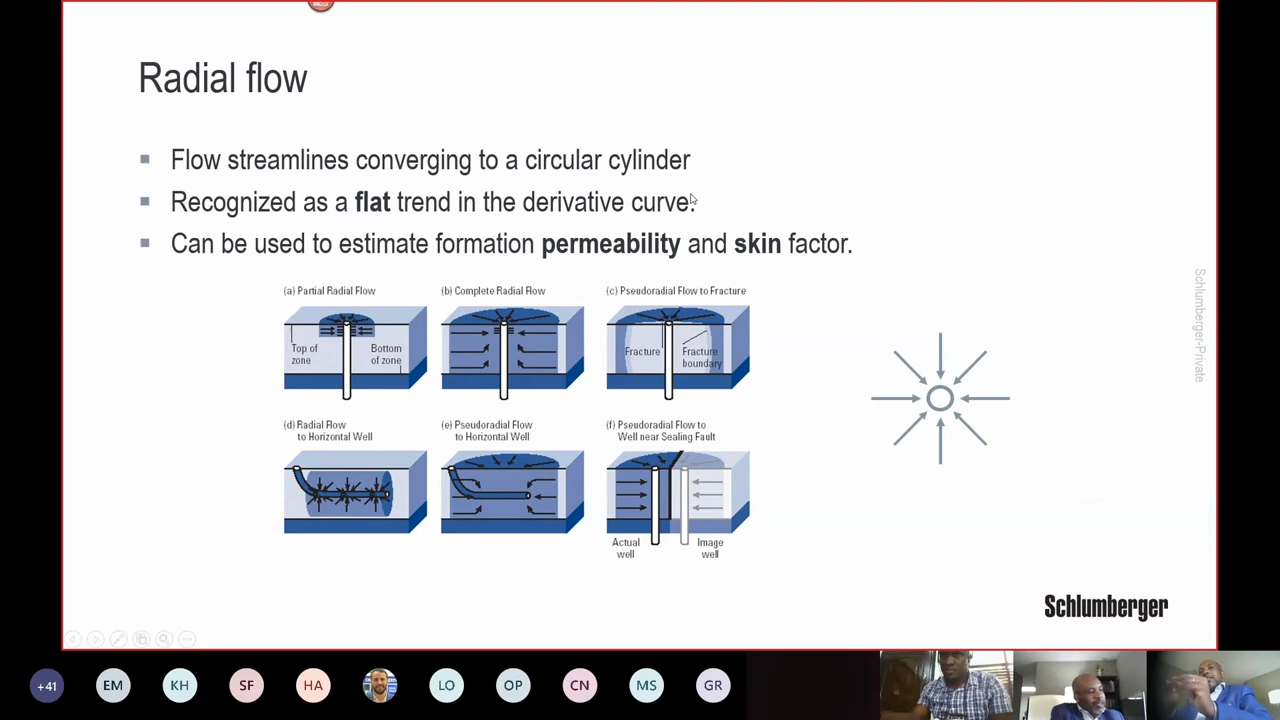 Radial flow
Flow streamlines converging to a circular cylinder
Recognized as a flat trend in the derivative curve.
Can be used to estimate formation permeability and skin factor.
(a) Partial Radial Flow
(b) Complete Radial Flow
(c) Pseudoradial Flow to Fracture
Top of
zone
Bottom
of zone
Fracture
Fracture
boundary
(d) Radial Flow
to Horizontal Well
(e) Pseudoradial Flow
to Horizontal Well
(f) Pseudoradial Flow to
Well near Sealing Fault
Actual
well
Image
well
Schlumberger-Private
Schlumberger
+41
EM
KH
SF
HA
LO
OP
CN
MS
GR